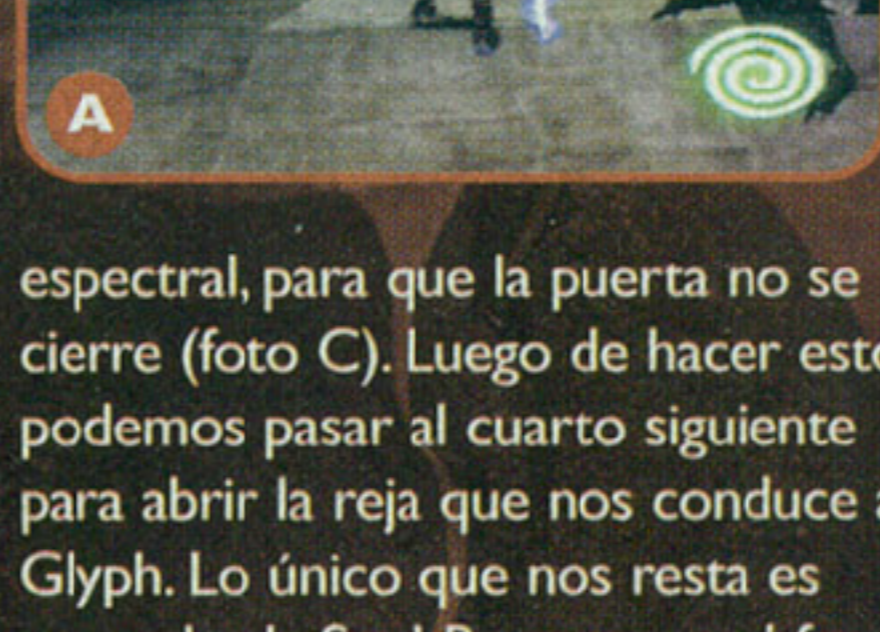 A
espectral, para que la puerta no se
cierre (foto C). Luego de hacer esto
podemos pasar al cuarto siguiente
para abrir la reja que nos conduce a
Glyph. Lo único que nos resta es